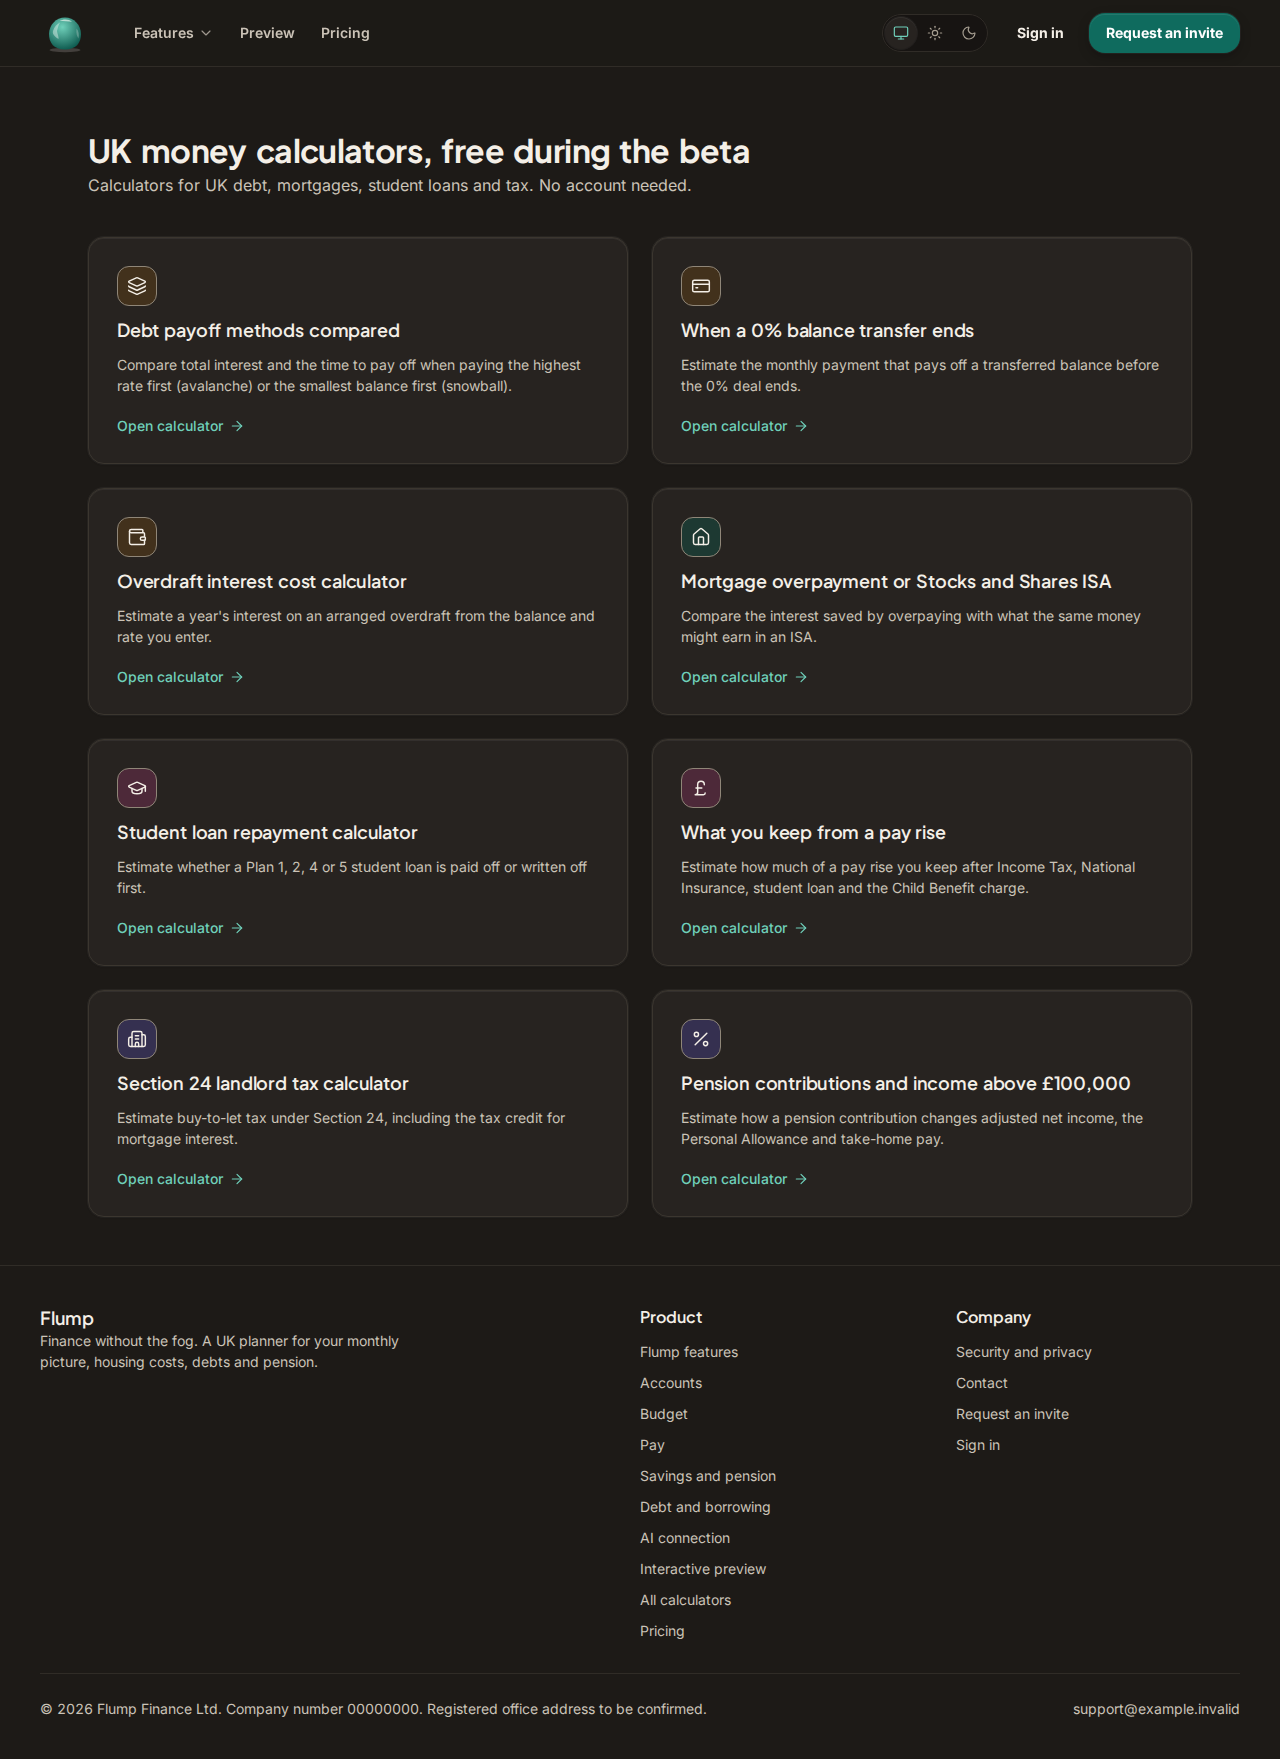 Features
Preview
Pricing
Sign in
Request an invite
UK money calculators, free during the beta
Calculators for UK debt, mortgages, student loans and tax. No account needed.
Debt payoff methods compared
Compare total interest and the time to pay off when paying the highest
rate first (avalanche) or the smallest balance first (snowball).
Open calculator
When a 0% balance transfer ends
Estimate the monthly payment that pays off a transferred balance before
the 0% deal ends.
Open calculator
Overdraft interest cost calculator
Estimate a year's interest on an arranged overdraft from the balance and
rate you enter.
Open calculator
Mortgage overpayment or Stocks and Shares ISA
Compare the interest saved by overpaying with what the same money
might earn in an ISA.
Open calculator
Student loan repayment calculator
Estimate whether a Plan 1, 2, 4 or 5 student loan is paid off or written off
first.
Open calculator
£
What you keep from a pay rise
Estimate how much of a pay rise you keep after Income Tax, National
Insurance, student loan and the Child Benefit charge.
Open calculator
Section 24 landlord tax calculator
Estimate buy-to-let tax under Section 24, including the tax credit for
mortgage interest.
Open calculator
%
Pension contributions and income above £100,000
Estimate how a pension contribution changes adjusted net income, the
Personal Allowance and take-home pay.
Open calculator
Flump
Finance without the fog. A UK planner for your monthly
picture, housing costs, debts and pension.
Product
Flump features
Accounts
Budget
Pay
Savings and pension
Debt and borrowing
AI connection
Interactive preview
All calculators
Pricing
Company
Security and privacy
Contact
Request an invite
Sign in
© 2026 Flump Finance Ltd. Company number 00000000. Registered office address to be confirmed.
support@example.invalid